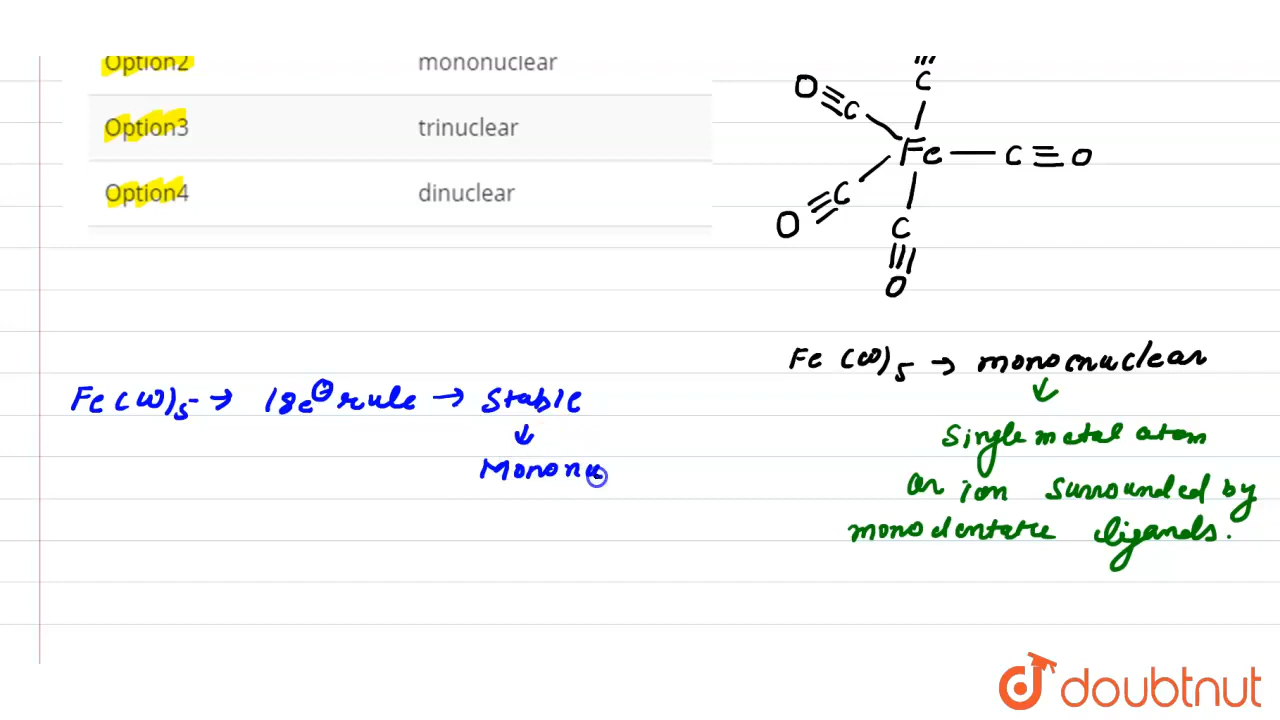 Option2 mononuclear
Option3 trinuclear
Option4 dinuclear
C
O≡C
Fe—C≡O
O≡C
C
≡
O
Fe(CO)5 → monocnuclear
↓
Single metal atom
or ion surrounded by
monodentate ligands.
Fe(CO)5 → 18e⊖ rule → Stable
↓
Mononu
doubtnut